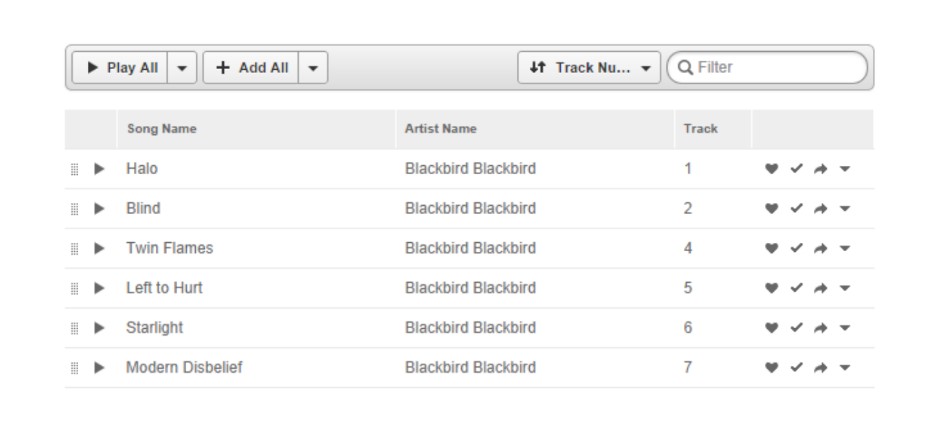 Play All Add All Track Nu... Filter
Song Name Artist Name Track
Halo Blackbird Blackbird 1
Blind Blackbird Blackbird 2
Twin Flames Blackbird Blackbird 4
Left to Hurt Blackbird Blackbird 5
Starlight Blackbird Blackbird 6
Modern Disbelief Blackbird Blackbird 7